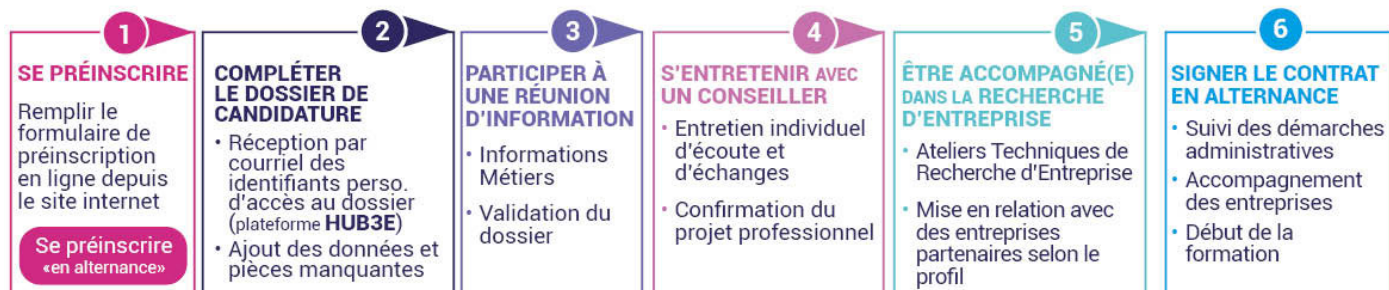 1
SE PRÉINSCRIRE
Remplir le
formulaire de
préinscription
en ligne depuis
le site internet
Se préinscrire
«en alternance»
2
COMPLÉTER
LE DOSSIER DE
CANDIDATURE
• Réception par
courriel des
identifiants perso.
d'accès au dossier
(plateforme HUB3E)
• Ajout des données et
pièces manquantes
3
PARTICIPER À
UNE RÉUNION
D'INFORMATION
• Informations
Métiers
• Validation du
dossier
4
S'ENTRETENIR AVEC
UN CONSEILLER
• Entretien individuel
d'écoute et
d'échanges
• Confirmation du
projet professionnel
5
ÊTRE ACCOMPAGNÉ(E)
DANS LA RECHERCHE
D'ENTREPRISE
• Ateliers Techniques de
Recherche d'Entreprise
• Mise en relation avec
des entreprises
partenaires selon le
profil
6
SIGNER LE CONTRAT
EN ALTERNANCE
• Suivi des démarches
administratives
• Accompagnement
des entreprises
• Début de la
formation